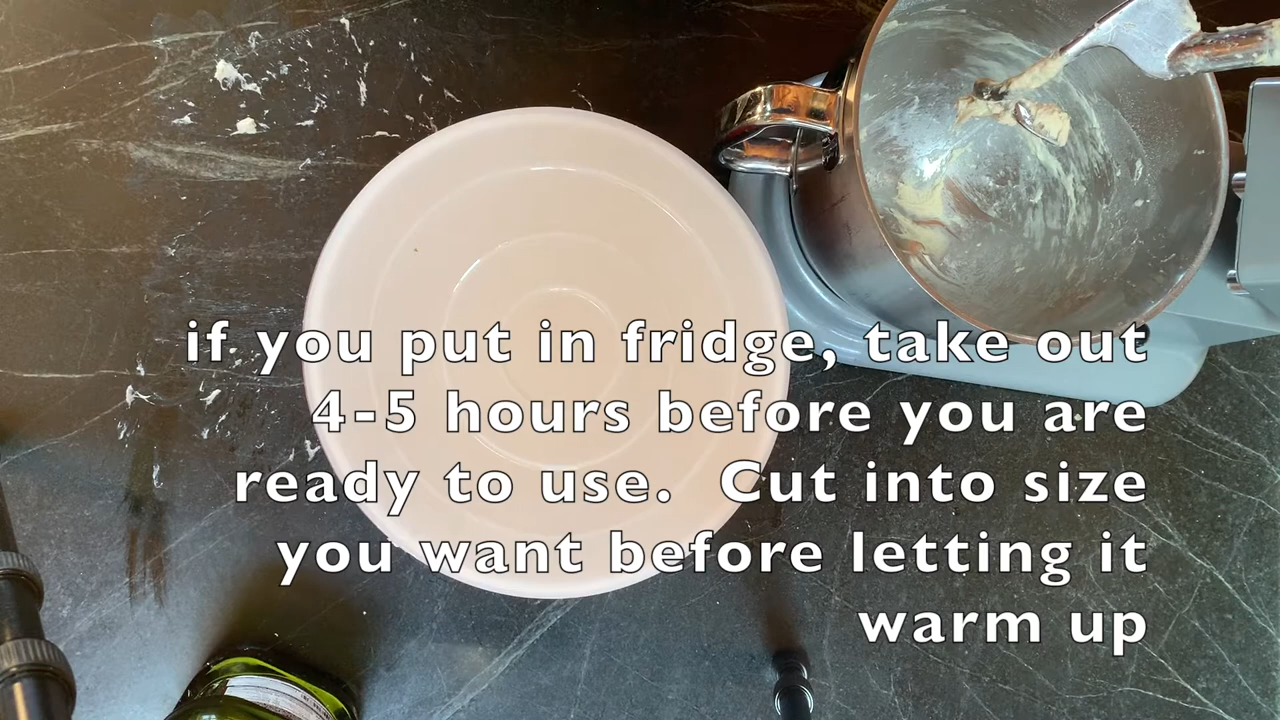 if you put in fridge, take out
4-5 hours before you are
ready to use. Cut into size
you want before letting it
warm up